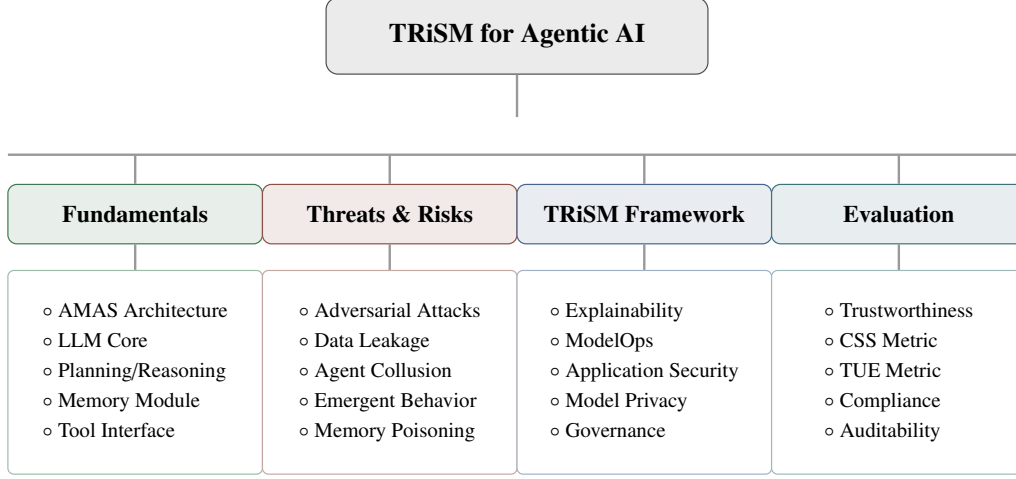 TRiSM for Agentic AI
Fundamentals
Threats & Risks
TRiSM Framework
Evaluation
AMAS Architecture
LLM Core
Planning/Reasoning
Memory Module
Tool Interface
Adversarial Attacks
Data Leakage
Agent Collusion
Emergent Behavior
Memory Poisoning
Explainability
ModelOps
Application Security
Model Privacy
Governance
Trustworthiness
CSS Metric
TUE Metric
Compliance
Auditability